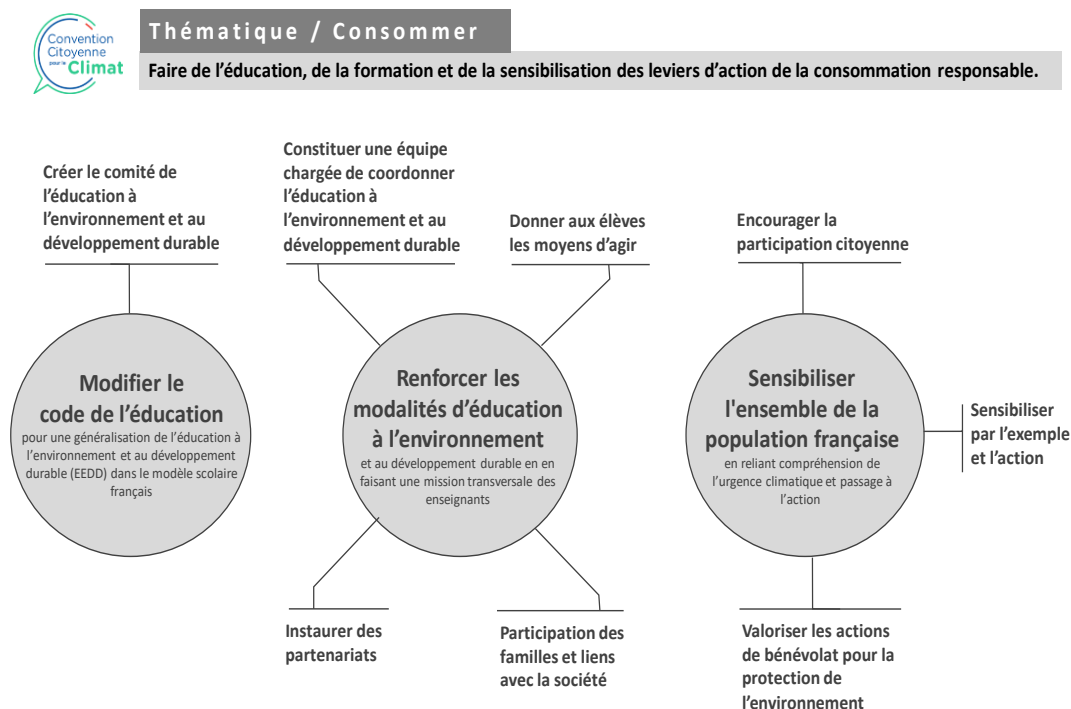 Convention
Citoyenne
pour le Climat
Thématique / Consommer
Faire de l’éducation, de la formation et de la sensibilisation des leviers d’action de la consommation responsable.
Créer le comité de
l’éducation à
l’environnement et au
développement durable
Constituer une équipe
chargée de coordonner
l’éducation à
l’environnement et au
développement durable
Donner aux élèves
les moyens d’agir
Encourager la
participation citoyenne
Modifier le
code de l’éducation
pour une généralisation de l’éducation à
l’environnement et au développement
durable (EEDD) dans le modèle scolaire
français
Renforcer les
modalités d’éducation
à l’environnement
et au développement durable en en
faisant une mission transversale des
enseignants
Sensibiliser
l'ensemble de la
population française
en reliant compréhension de
l’urgence climatique et passage à
l’action
Sensibiliser
par l’exemple
et l’action
Instaurer des
partenariats
Participation des
familles et liens
avec la société
Valoriser les actions
de bénévolat pour la
protection de
l’environnement